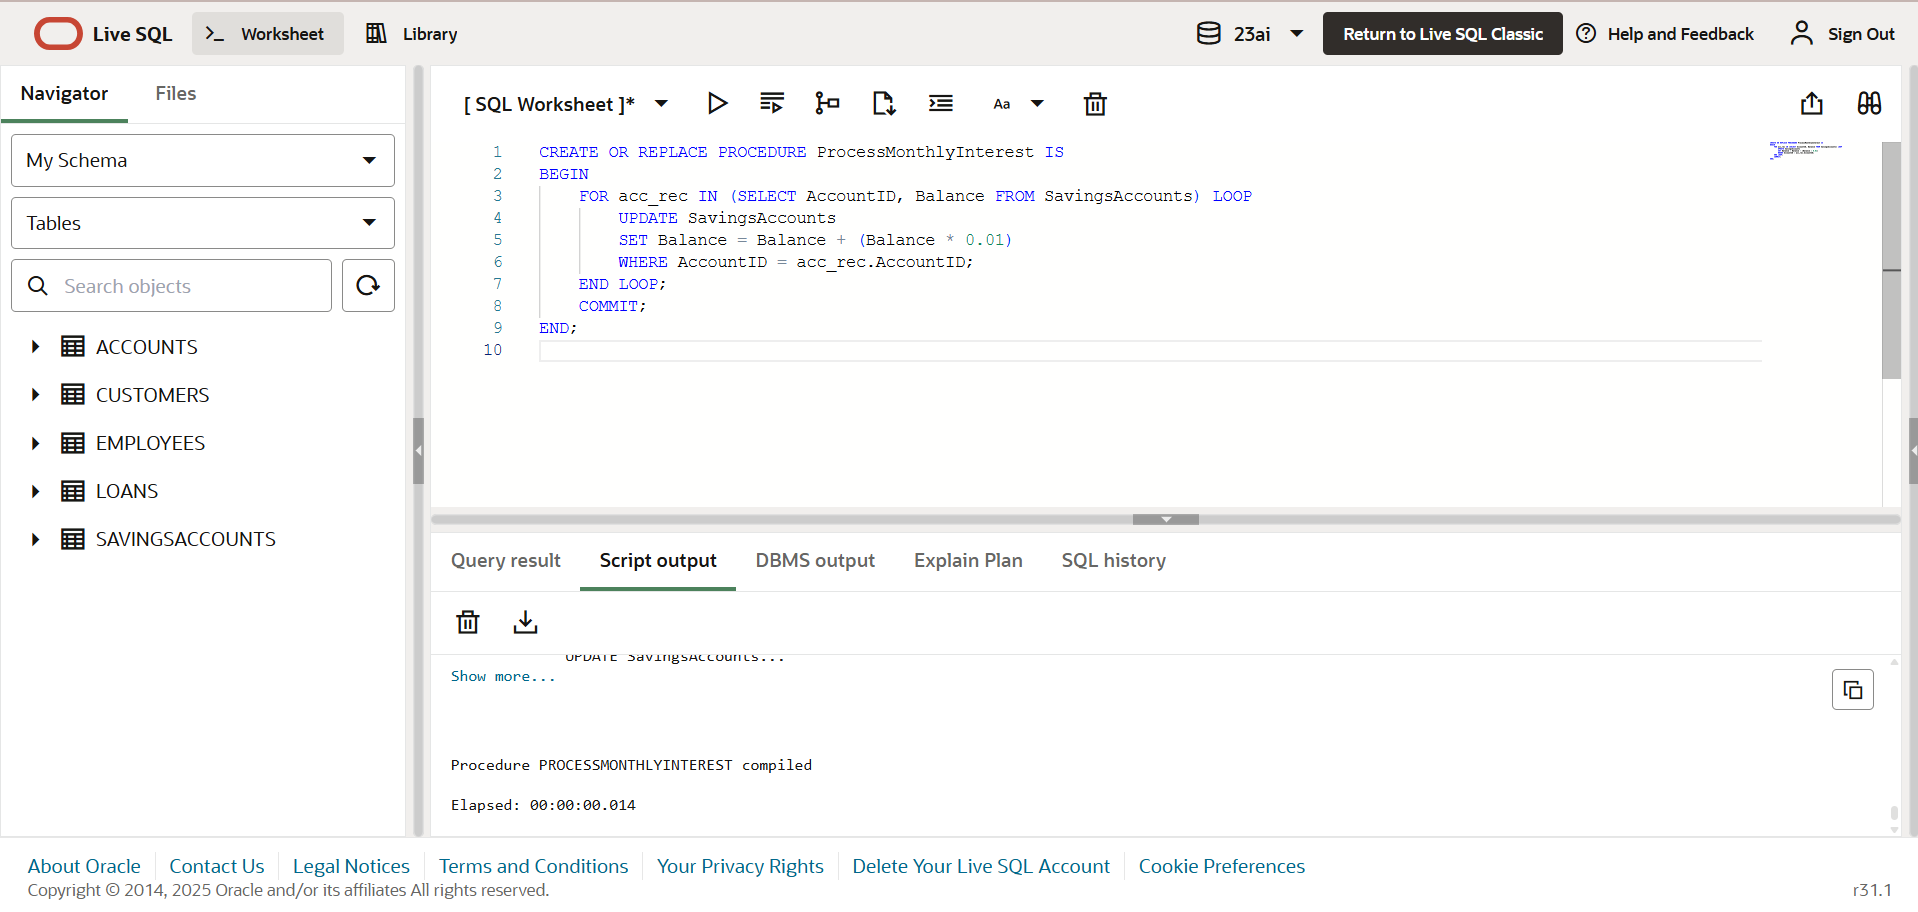 Live SQL
Worksheet
Library
23ai
Return to Live SQL Classic
Help and Feedback
Sign Out
Navigator
Files
My Schema
Tables
Search objects
ACCOUNTS
CUSTOMERS
EMPLOYEES
LOANS
SAVINGSACCOUNTS
[ SQL Worksheet ]*
Aa
1 CREATE OR REPLACE PROCEDURE ProcessMonthlyInterest IS
2 BEGIN
3 FOR acc_rec IN (SELECT AccountID, Balance FROM SavingsAccounts) LOOP
4 UPDATE SavingsAccounts
5 SET Balance = Balance + (Balance * 0.01)
6 WHERE AccountID = acc_rec.AccountID;
7 END LOOP;
8 COMMIT;
9 END;
10
Query result
Script output
DBMS output
Explain Plan
SQL history
UPDATE SavingsAccounts...
Show more...
Procedure PROCESSMONTHLYINTEREST compiled
Elapsed: 00:00:00.014
About Oracle
Contact Us
Legal Notices
Terms and Conditions
Your Privacy Rights
Delete Your Live SQL Account
Cookie Preferences
Copyright © 2014, 2025 Oracle and/or its affiliates All rights reserved.
r31.1